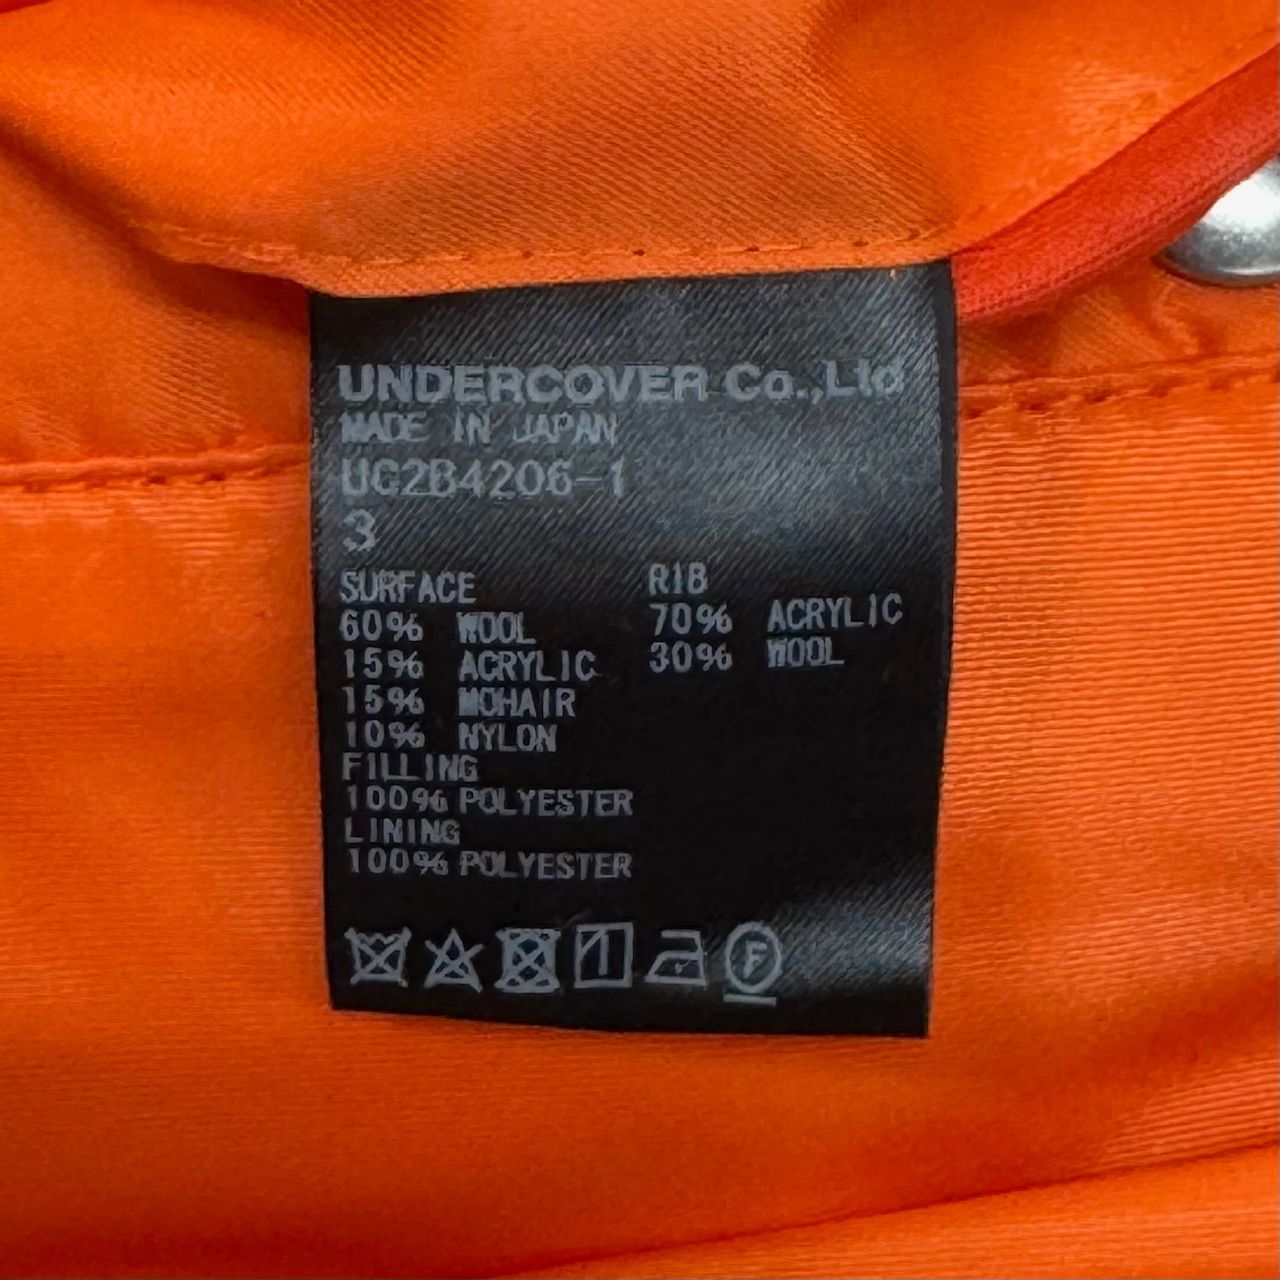 UNDERCOVER Co.,Ltd
MADE IN JAPAN
UC2B4206-1
3
SURFACE
60% WOOL
15% ACRYLIC
15% MOHAIR
10% NYLON
FILLING
100% POLYESTER
LINING
100% POLYESTER
RIB
70% ACRYLIC
30% WOOL
F